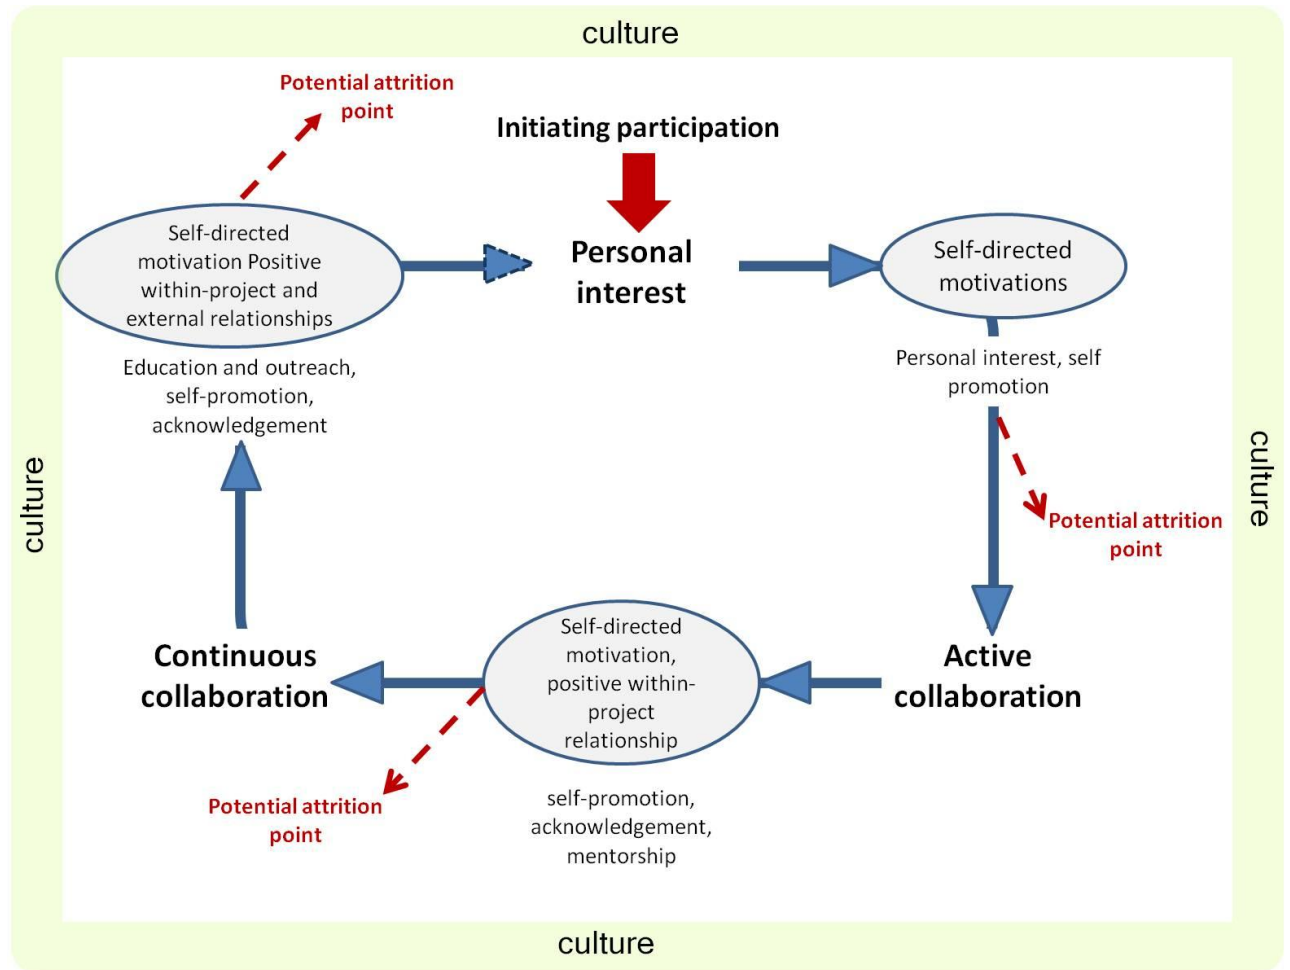 culture
Potential attrition
point
Initiating participation
Personal
interest
Self-directed
motivation Positive
within-project and
external relationships
Education and outreach,
self-promotion,
acknowledgement
Self-directed
motivations
Personal interest, self
promotion
Potential attrition
point
culture
culture
Active
collaboration
Self-directed
motivation,
positive within-
project
relationship
self-promotion,
acknowledgement,
mentorship
Continuous
collaboration
Potential attrition
point
culture